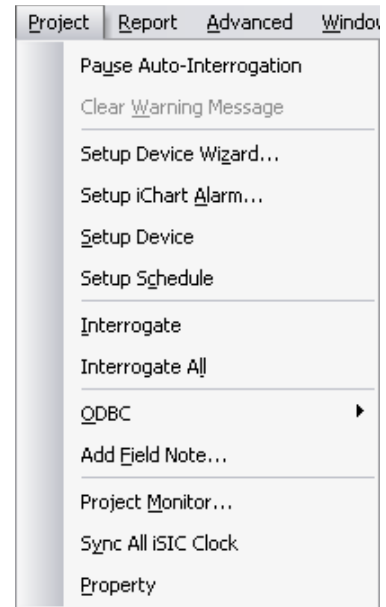 Project Report Advanced Window
Pause Auto-Interrogation
Clear Warning Message
Setup Device Wizard...
Setup iChart Alarm...
Setup Device
Setup Schedule
Interrogate
Interrogate All
ODBC
Add Field Note...
Project Monitor...
Sync All iSIC Clock
Property